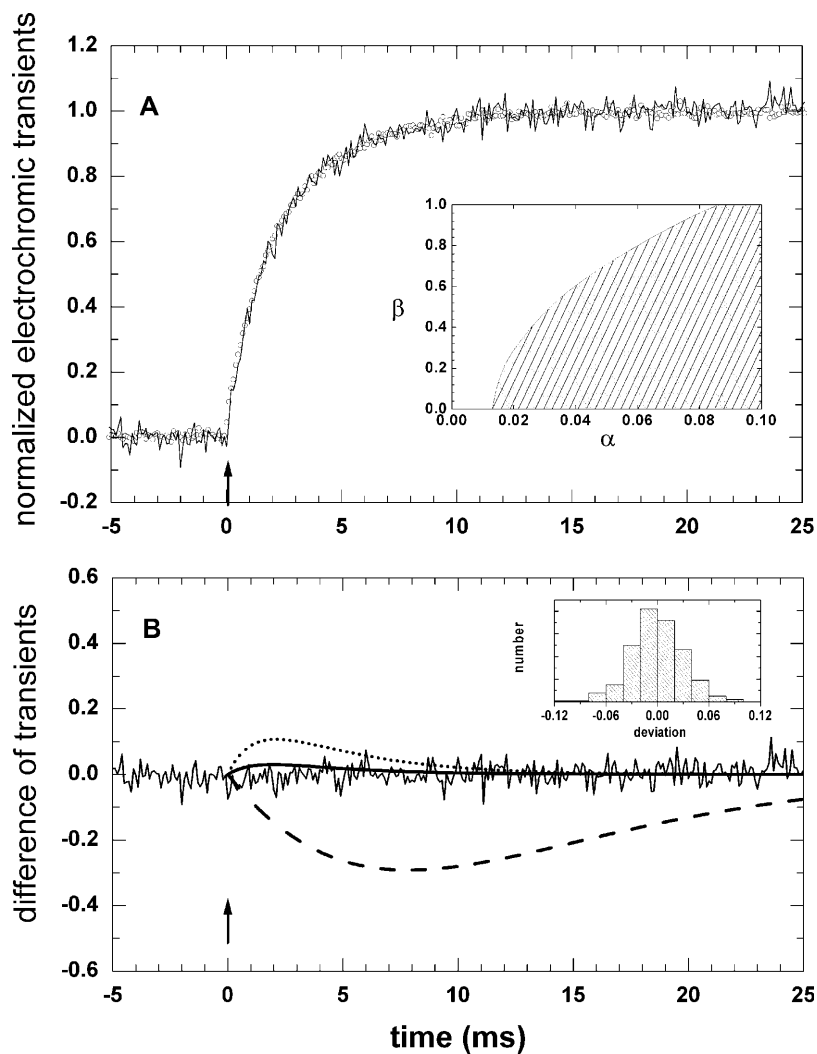 normalized electrochromic transients
1.2
1.0
0.8
0.6
0.4
0.2
0.0
-0.2
A
β
1.0
0.8
0.6
0.4
0.2
0.0
0.00 0.02 0.04 0.06 0.08 0.10
α
-5 0 5 10 15 20 25
difference of transients
0.6
0.4
0.2
0.0
-0.2
-0.4
-0.6
B
number
-0.12 -0.06 0.00 0.06 0.12
deviation
-5 0 5 10 15 20 25
time (ms)